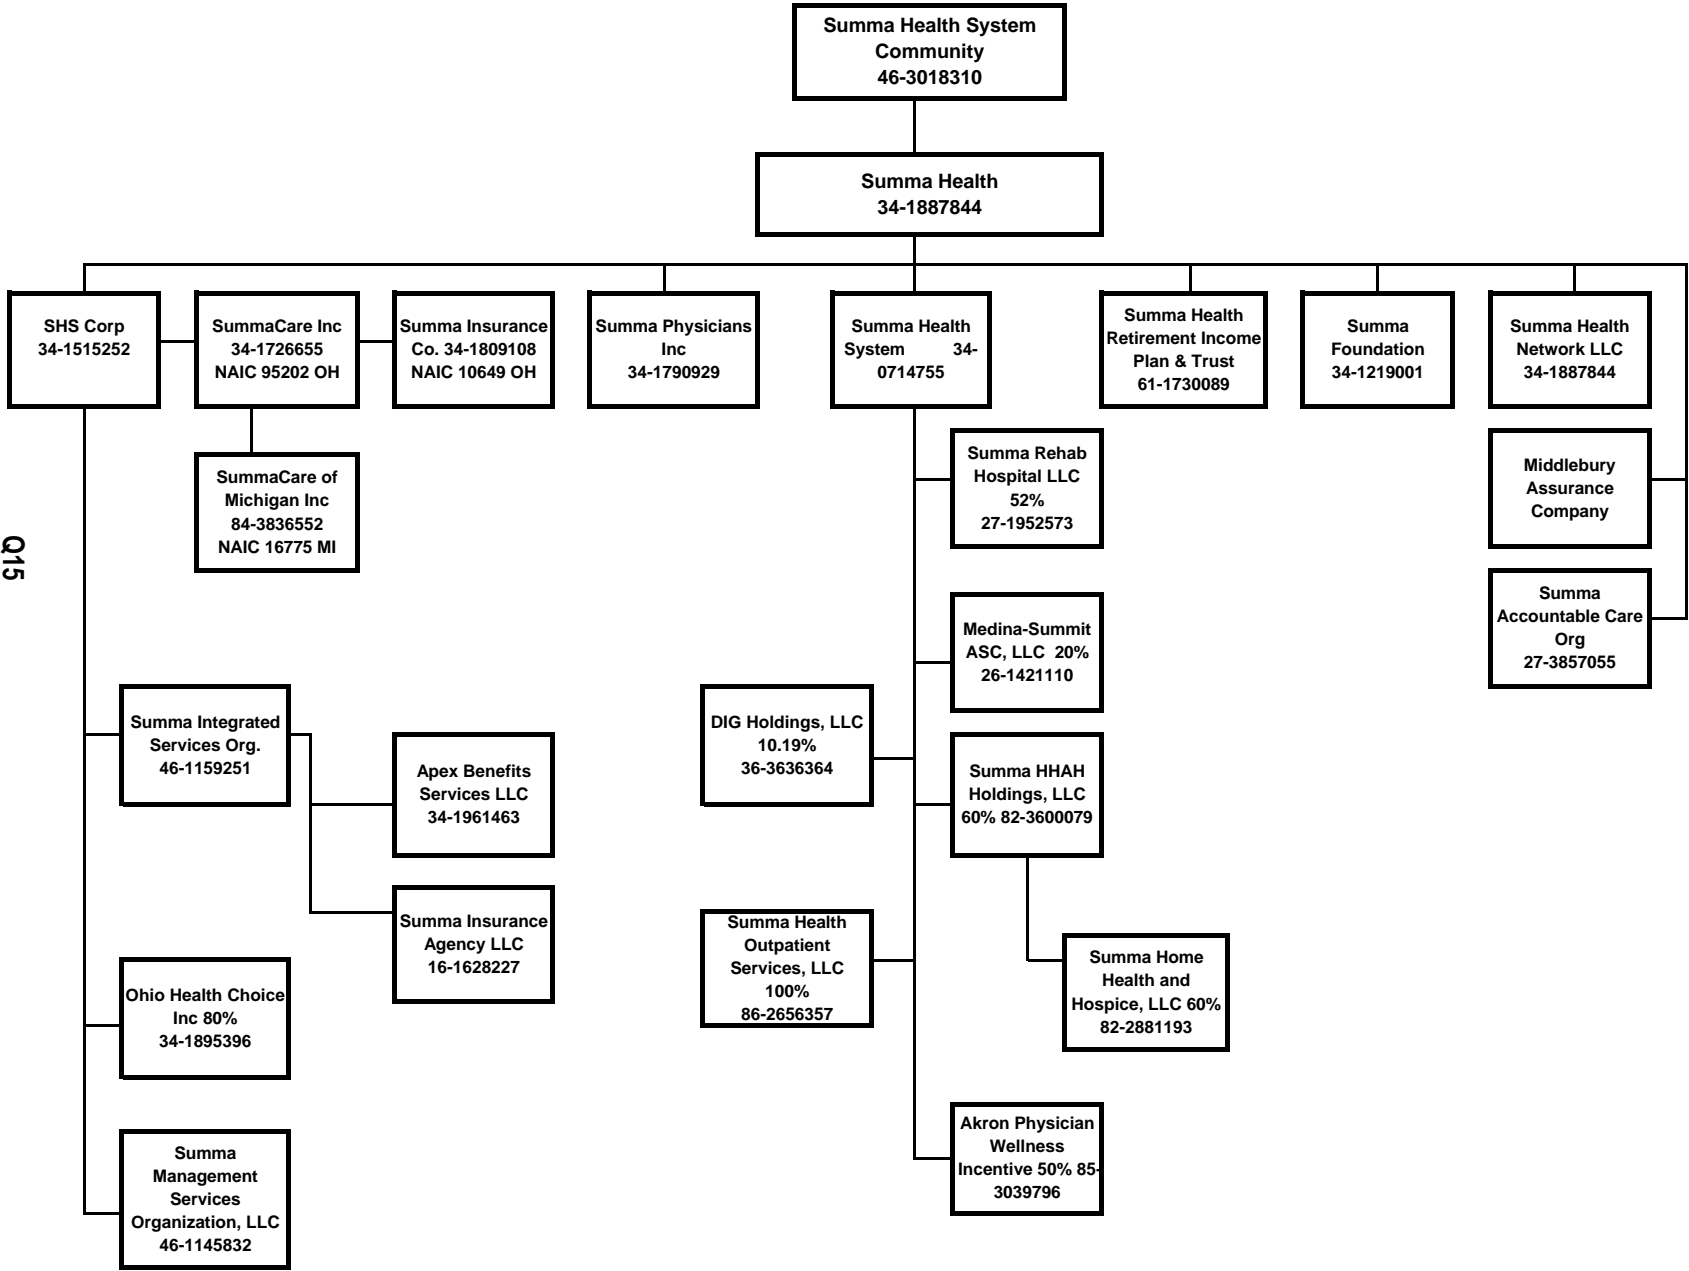 Summa Health System
Community
46-3018310
Summa Health
34-1887844
SHS Corp
34-1515252
SummaCare Inc
34-1726655
NAIC 95202 OH
Summa Insurance
Co. 34-1809108
NAIC 10649 OH
Summa Physicians
Inc
34-1790929
Summa Health
System 34-
0714755
Summa Health
Retirement Income
Plan & Trust
61-1730089
Summa
Foundation
34-1219001
Summa Health
Network LLC
34-1887844
SummaCare of
Michigan Inc
84-3836552
NAIC 16775 MI
Summa Rehab
Hospital LLC
52%
27-1952573
Middlebury
Assurance
Company
Q15
Summa
Accountable Care
Org
27-3857055
Medina-Summit
ASC, LLC 20%
26-1421110
Summa Integrated
Services Org.
46-1159251
DIG Holdings, LLC
10.19%
36-3636364
Apex Benefits
Services LLC
34-1961463
Summa HHAH
Holdings, LLC
60% 82-3600079
Summa Insurance
Agency LLC
16-1628227
Summa Health
Outpatient
Services, LLC
100%
86-2656357
Summa Home
Health and
Hospice, LLC 60%
82-2881193
Ohio Health Choice
Inc 80%
34-1895396
Akron Physician
Wellness
Incentive 50% 85-
3039796
Summa
Management
Services
Organization, LLC
46-1145832